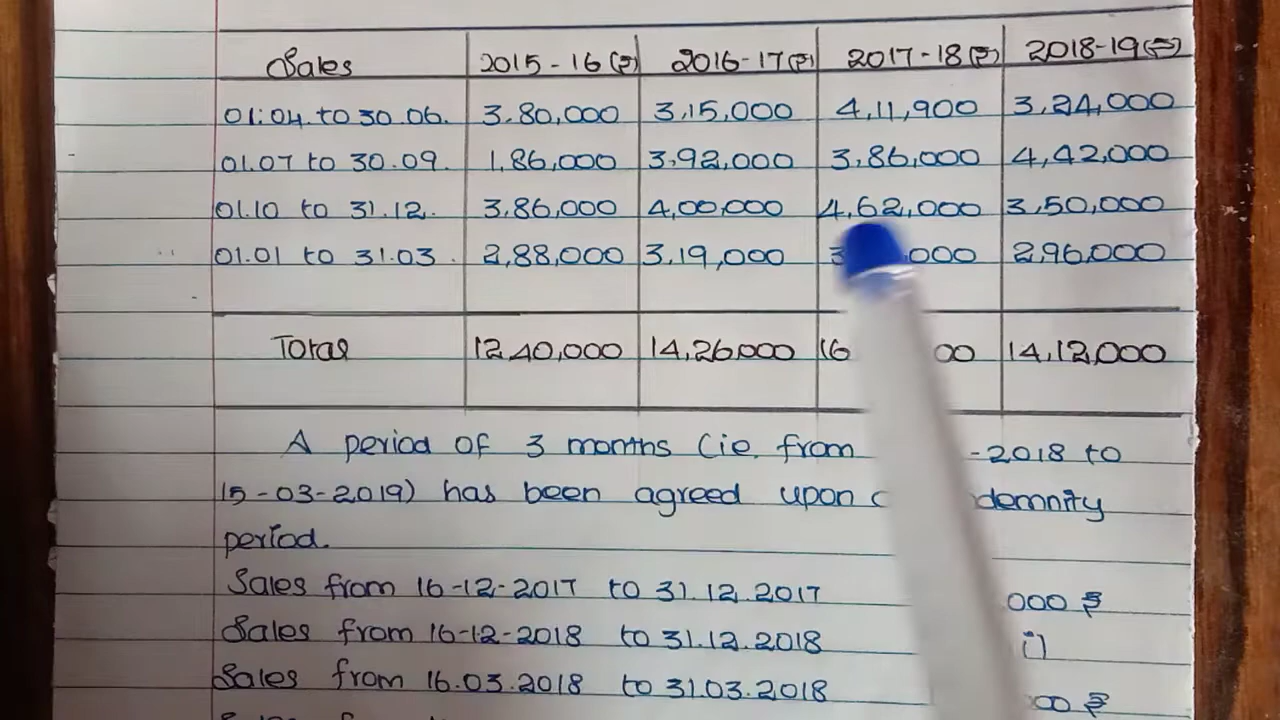 Sales 2015-16(₹) 2016-17(₹) 2017-18(₹) 2018-19(₹)
01.04 to 30.06. 3,80,000 3,15,000 4,11,900 3,24,000
01.07 to 30.09. 1,86,000 3,92,000 3,86,000 4,42,000
01.10 to 31.12. 3,86,000 4,00,000 4,62,000 3,50,000
01.01 to 31.03. 2,88,000 3,19,000 2,96,000
Total 12,40,000 14,26,000 14,12,000
A period of 3 months (ie. from -2018 to
15-03-2019) has been agreed upon
period.
Sales from 16-12-2017 to 31.12.2017 000 ₹
Sales from 16-12-2018 to 31.12.2018
Sales from 16.03.2018 to 31.03.2018 00 ₹